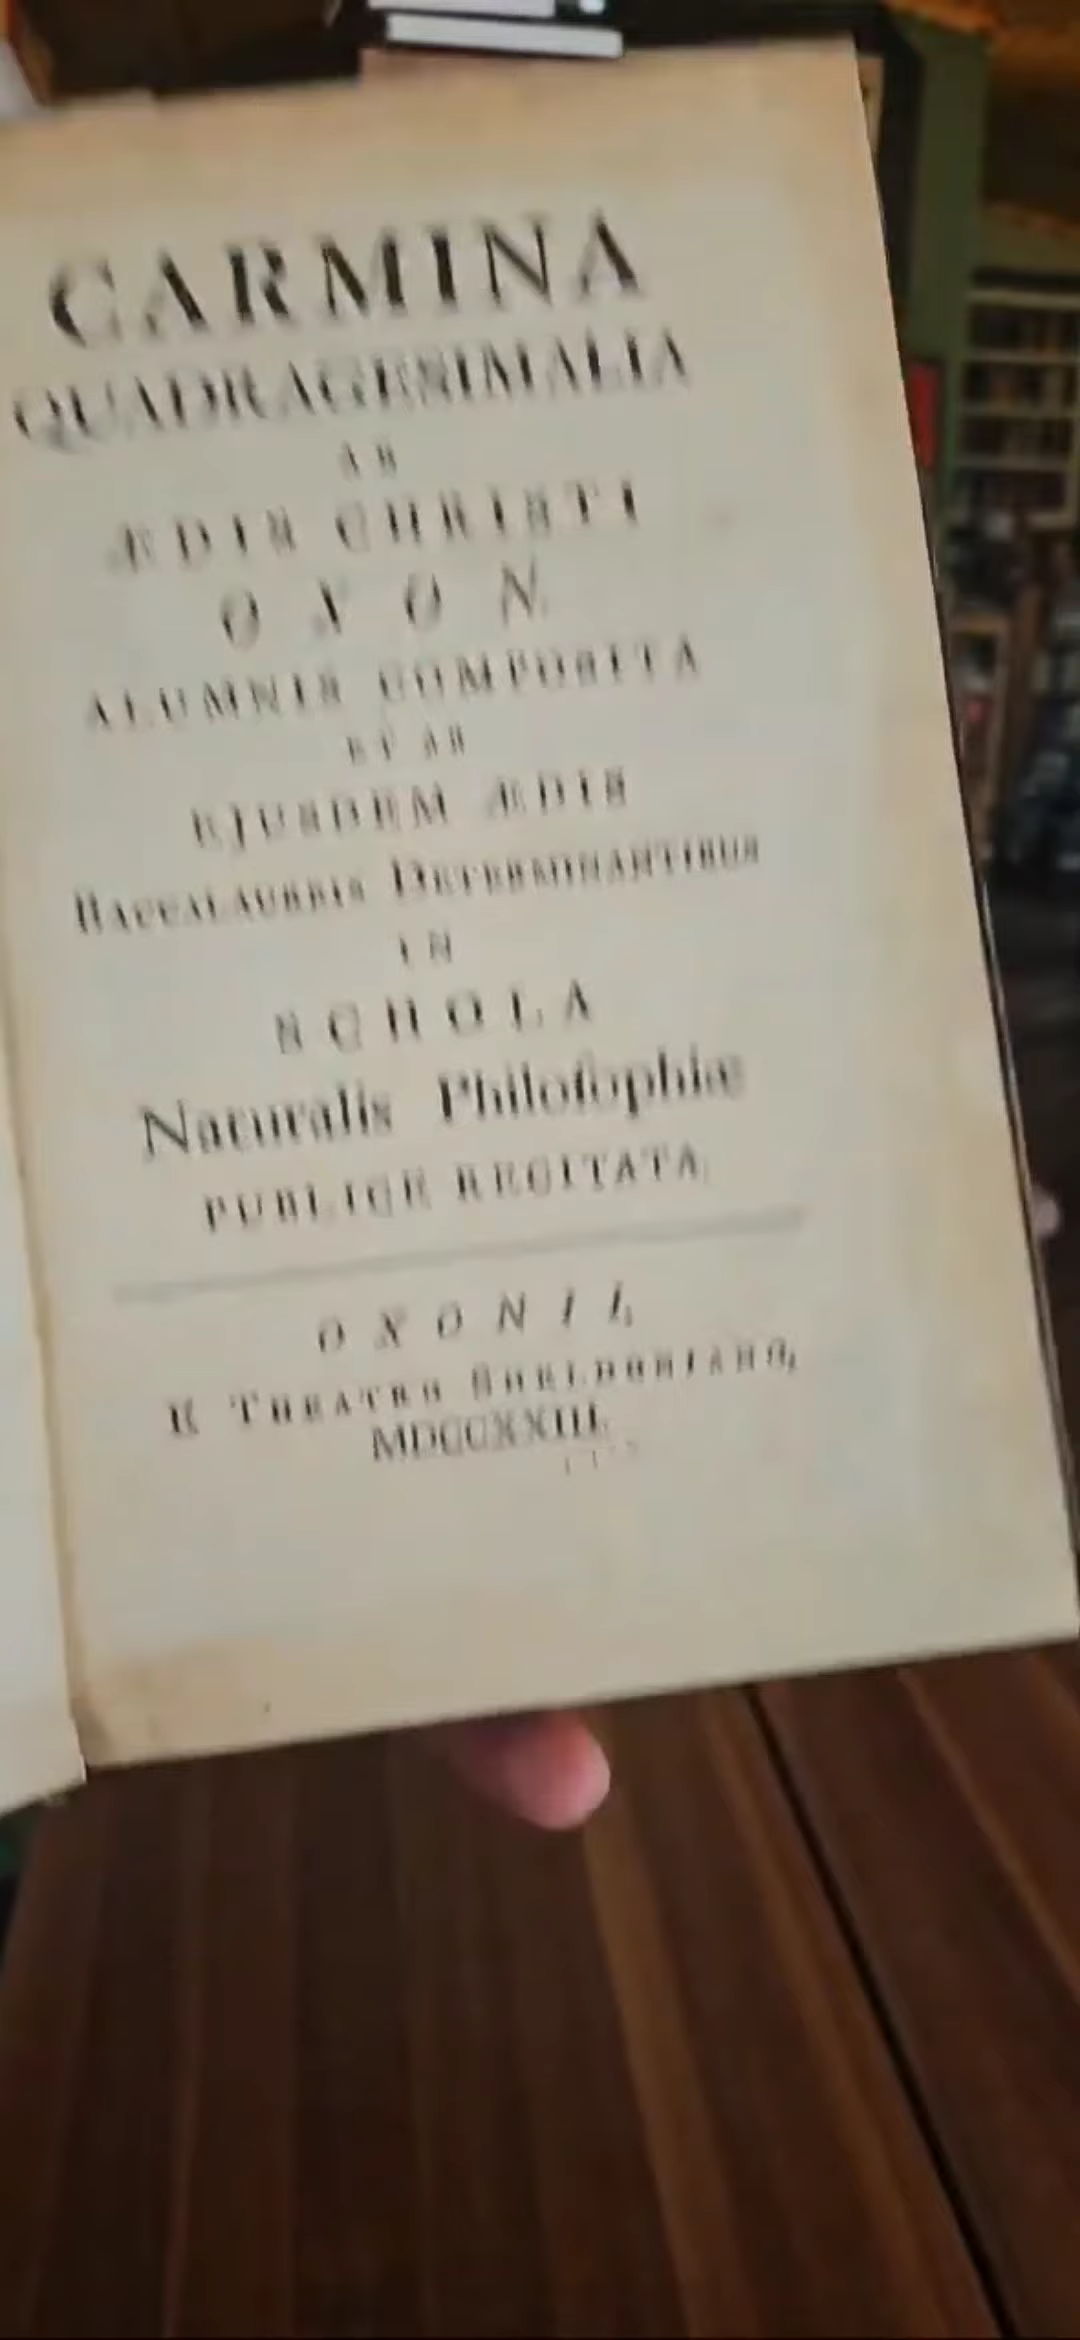 CARMINA
QUADRAGESIMALIA
AB
ÆDIS CHRISTI
OXON.
ALUMNIS COMPOSITA
ET AB
EJUSDEM ÆDIS
BACCALAUREIS DETERMINANTIBUS
IN
SCHOLA
Naturalis Philoſophiæ
PUBLICE RECITATA.
OXONII,
E THEATRO SHELDONIANO,
MDCCXXIII.